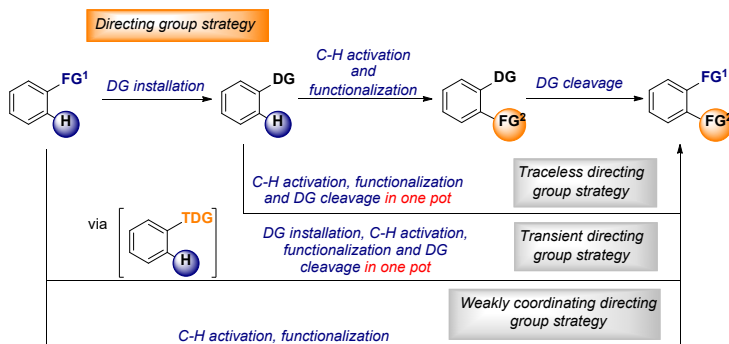 Directing group strategy
FG¹
H
DG installation
DG
H
C-H activation
and
functionalization
DG
FG²
DG cleavage
FG¹
FG²
C-H activation, functionalization
and DG cleavage in one pot
Traceless directing
group strategy
via
TDG
H
DG installation, C-H activation,
functionalization and DG
cleavage in one pot
Transient directing
group strategy
Weakly coordinating directing
group strategy
C-H activation, functionalization